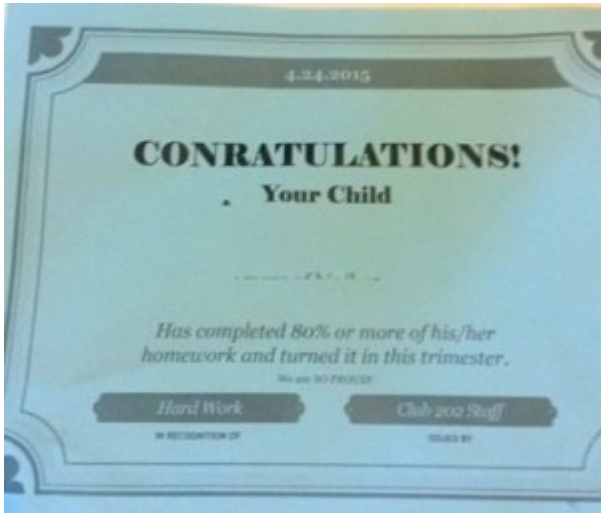 4.24.2015
CONRATULATIONS!
Your Child
Has completed 80% or more of his/her
homework and turned it in this trimester.
We are SO PROUD!
Hard Work
Club 202 Staff
IN RECOGNITION OF
ISSUED BY